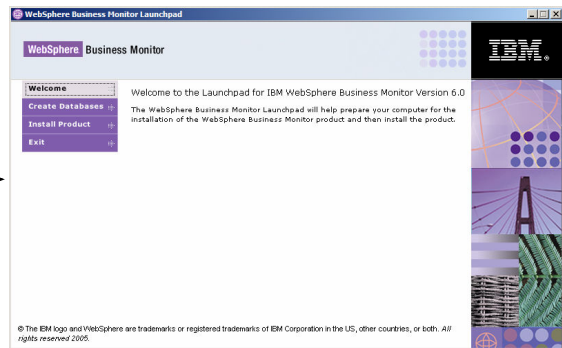 WebSphere Business Monitor Launchpad
WebSphere Business Monitor
IBM®
Welcome
Create Databases
Install Product
Exit
Welcome to the Launchpad for IBM WebSphere Business Monitor Version 6.0
The WebSphere Business Monitor Launchpad will help prepare your computer for the
installation of the WebSphere Business Monitor product and then install the product.
© The IBM logo and WebSphere are trademarks or registered trademarks of IBM Corporation in the US, other countries, or both. All
rights reserved 2005.